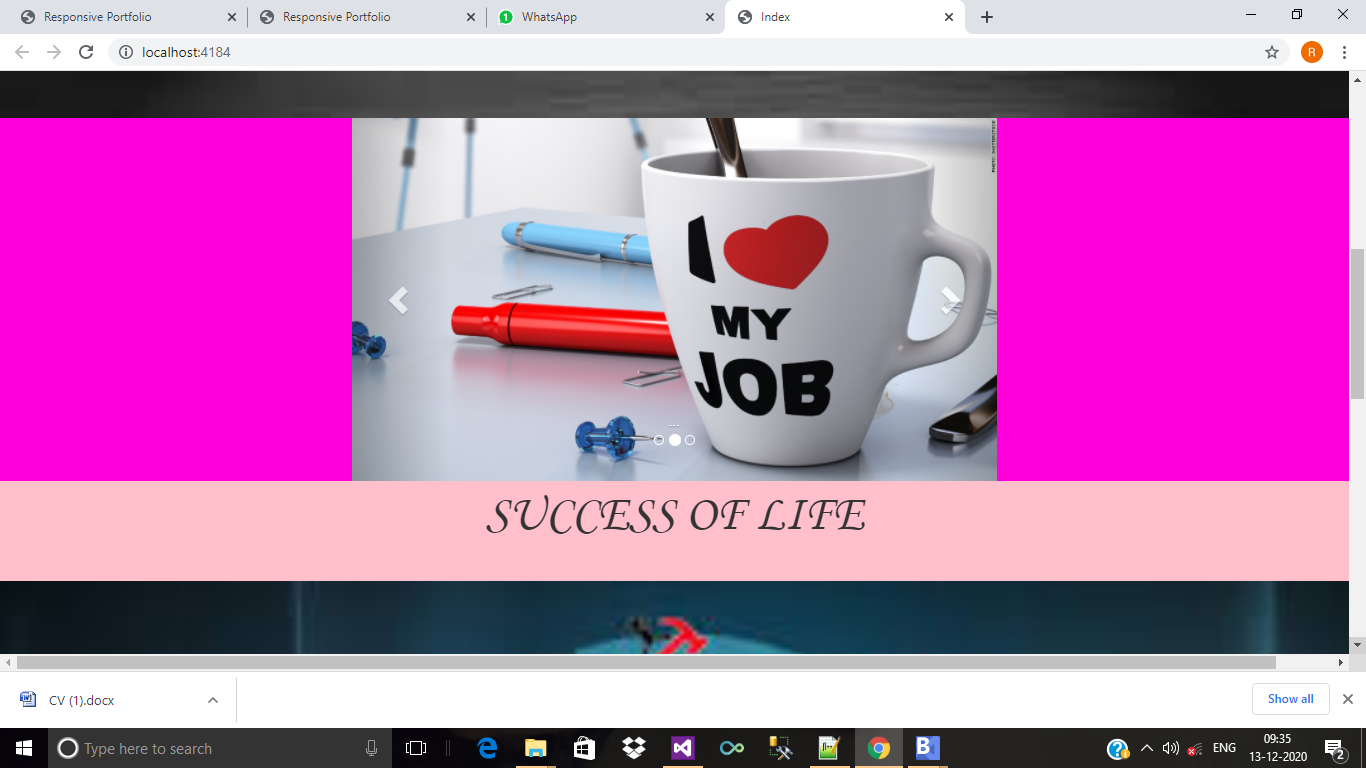 Responsive Portfolio
Responsive Portfolio
1
WhatsApp
Index
localhost:4184
R
I
MY
JOB
...
SUCCESS OF LIFE
CV (1).docx
Show all
Type here to search
ENG
09:35
13-12-2020
2